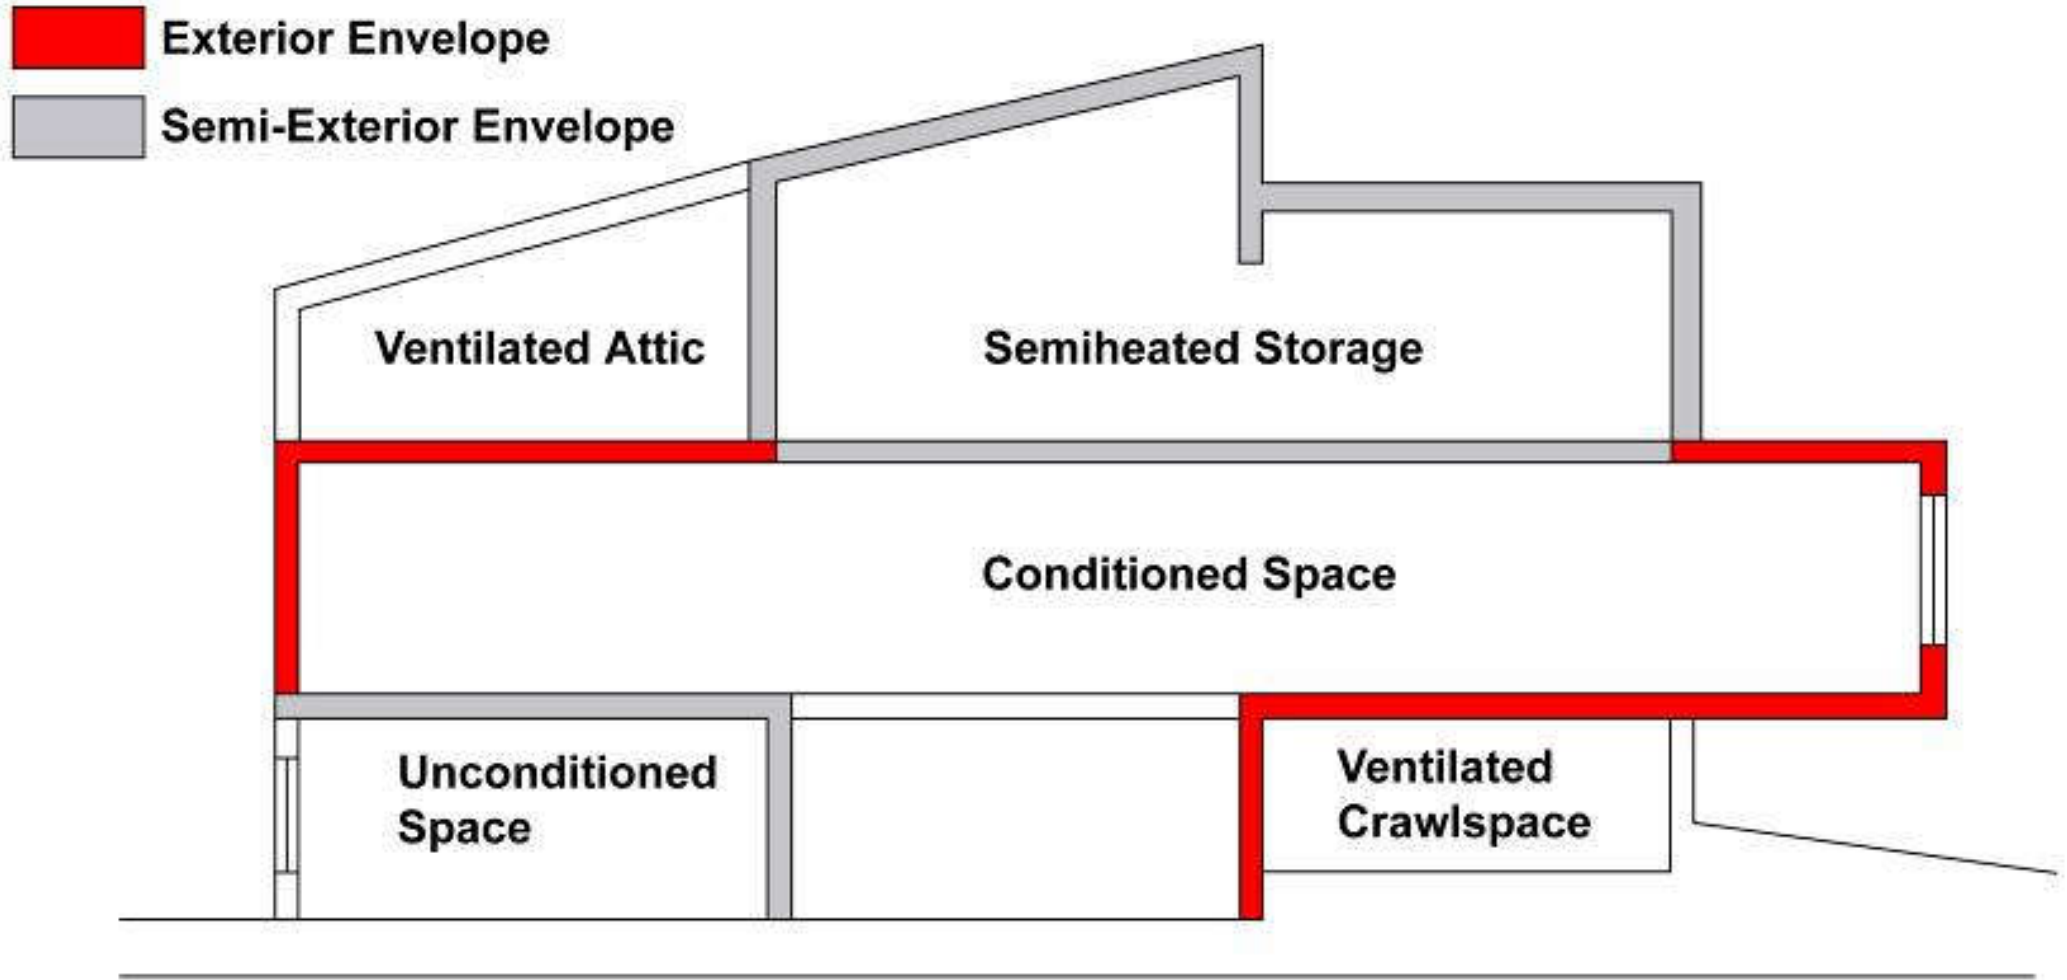 Exterior Envelope
Semi-Exterior Envelope
Ventilated Attic
Semiheated Storage
Conditioned Space
Unconditioned
Space
Ventilated
Crawlspace